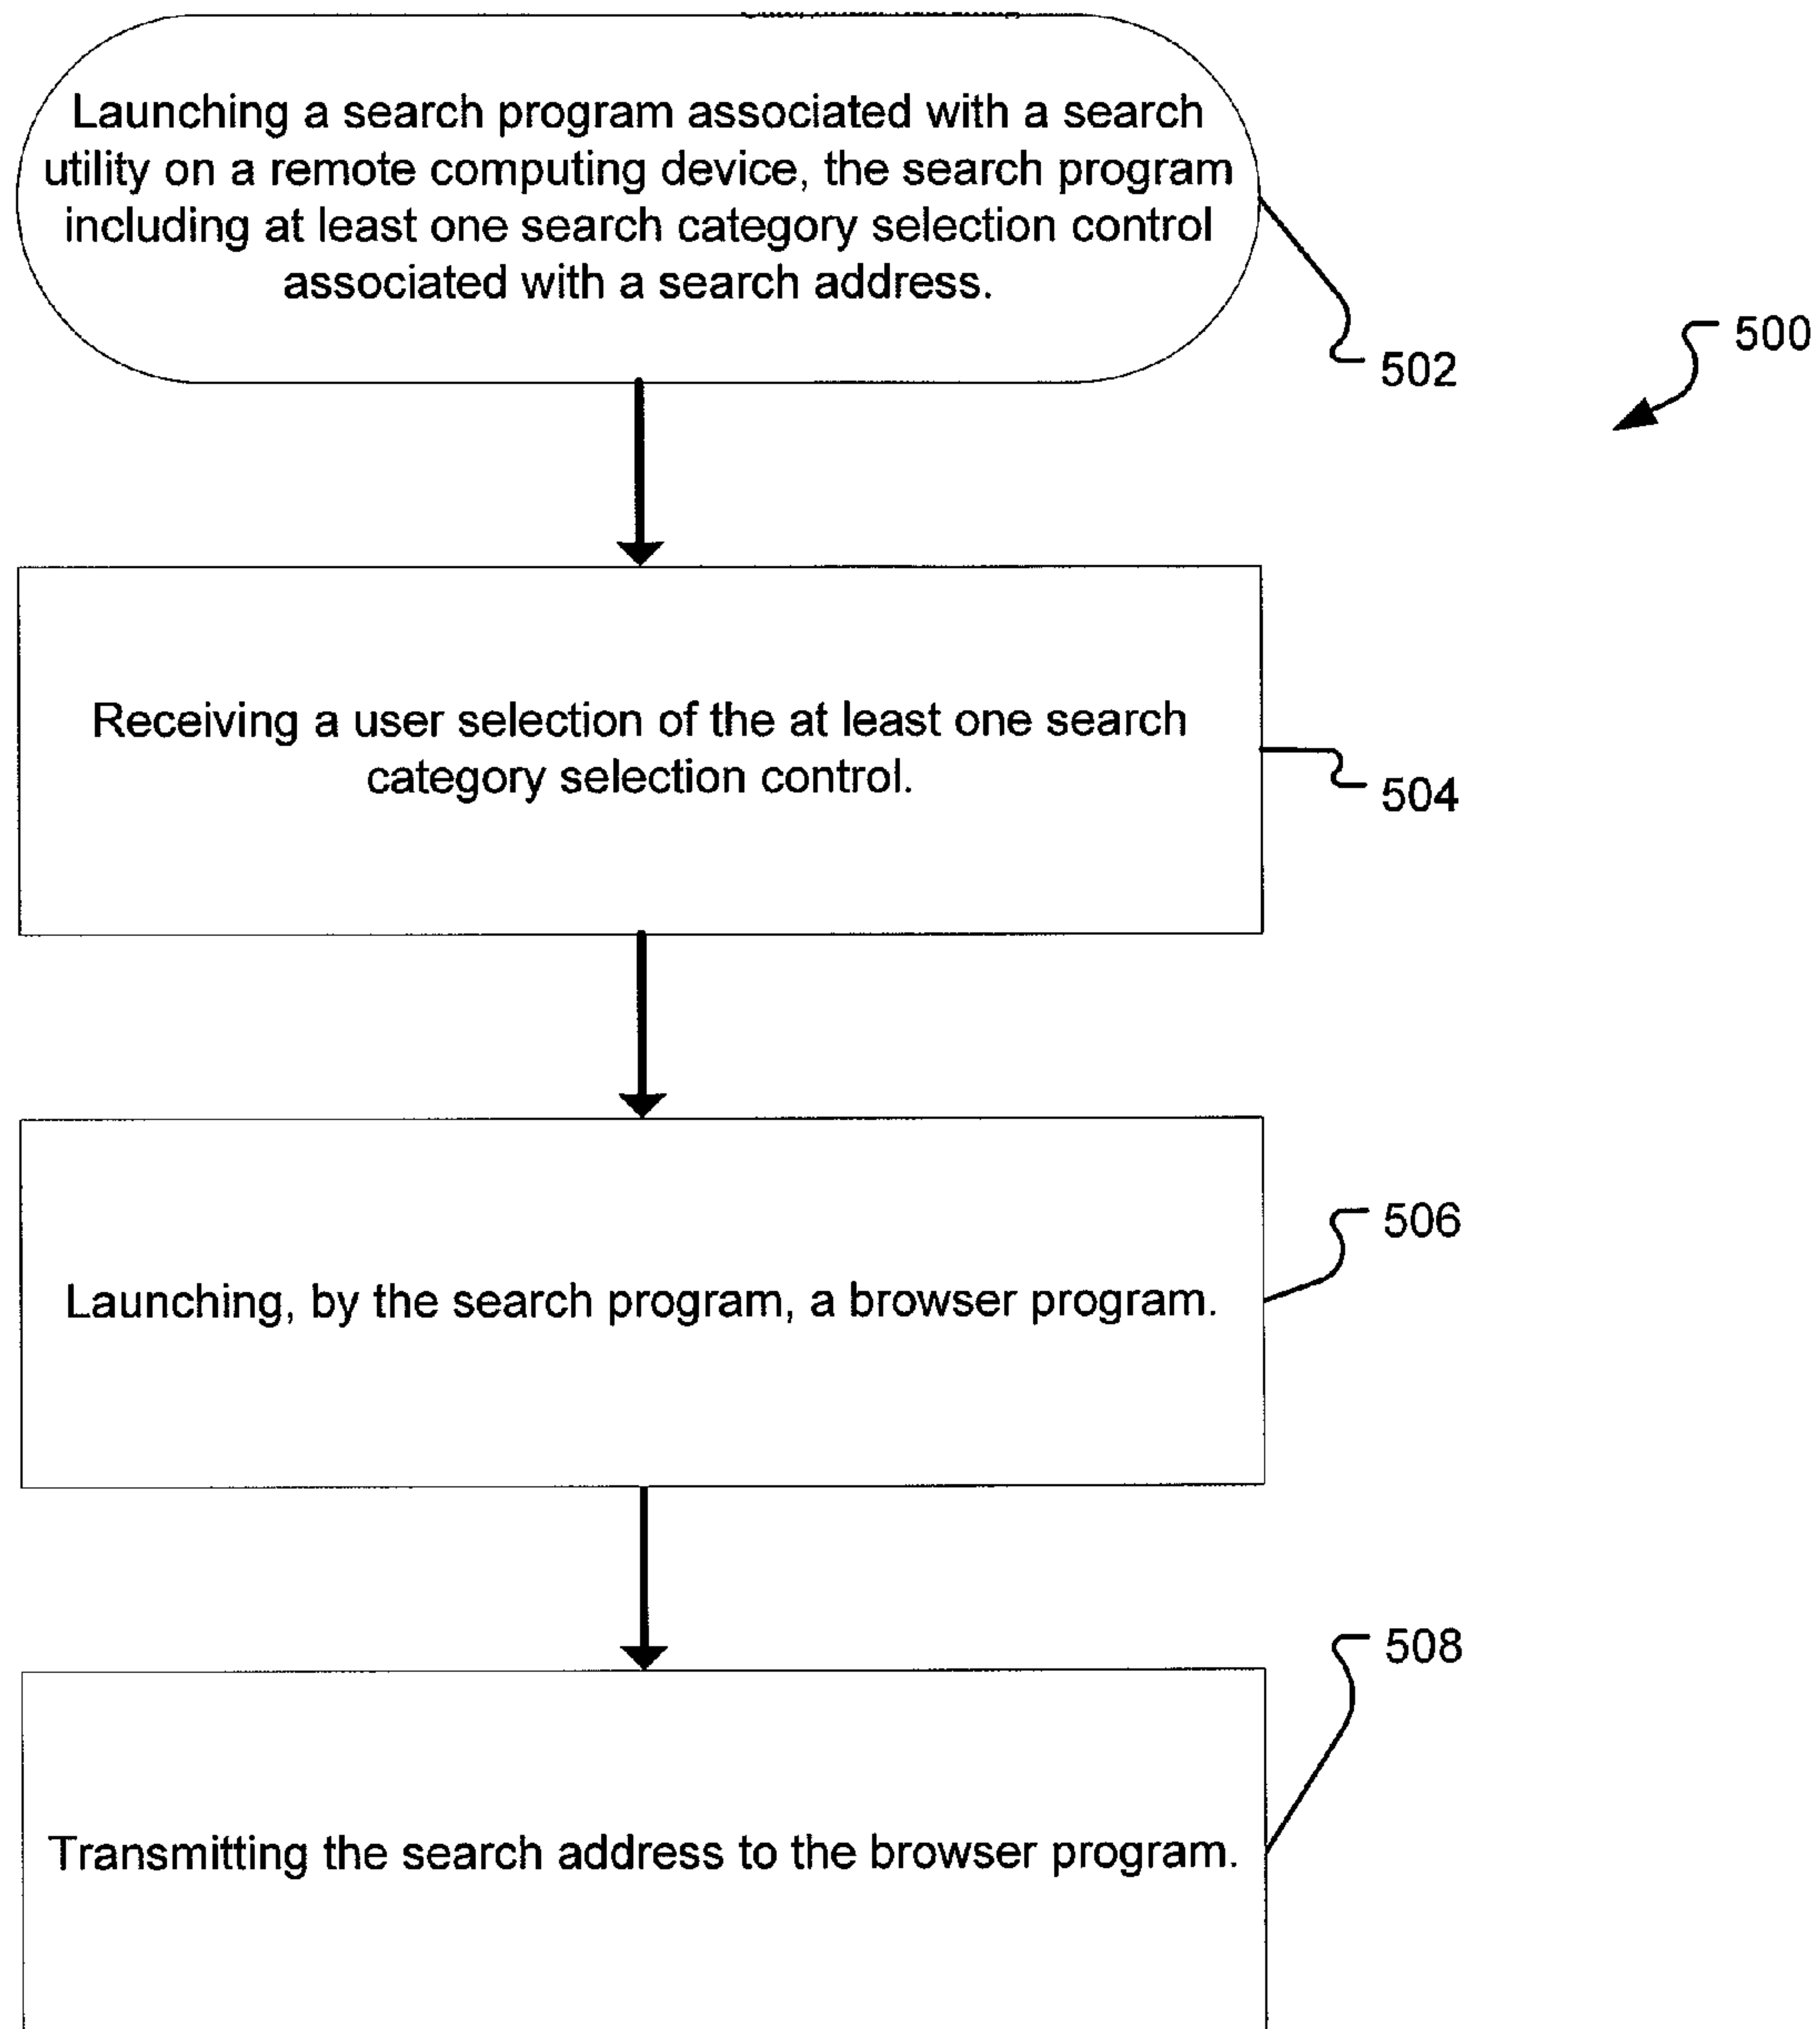 Launching a search program associated with a search
utility on a remote computing device, the search program
including at least one search category selection control
associated with a search address.
502
500
Receiving a user selection of the at least one search
category selection control.
504
Launching, by the search program, a browser program.
506
Transmitting the search address to the browser program.
508